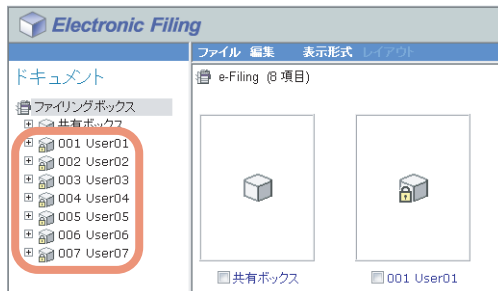 Electronic Filing
ファイル 編集 表示形式 レイアウト
ドキュメント
e-Filing (8 項目)
ファイリングボックス
共有ボックス
001 User01
002 User02
003 User03
004 User04
005 User05
006 User06
007 User07
共有ボックス
001 User01